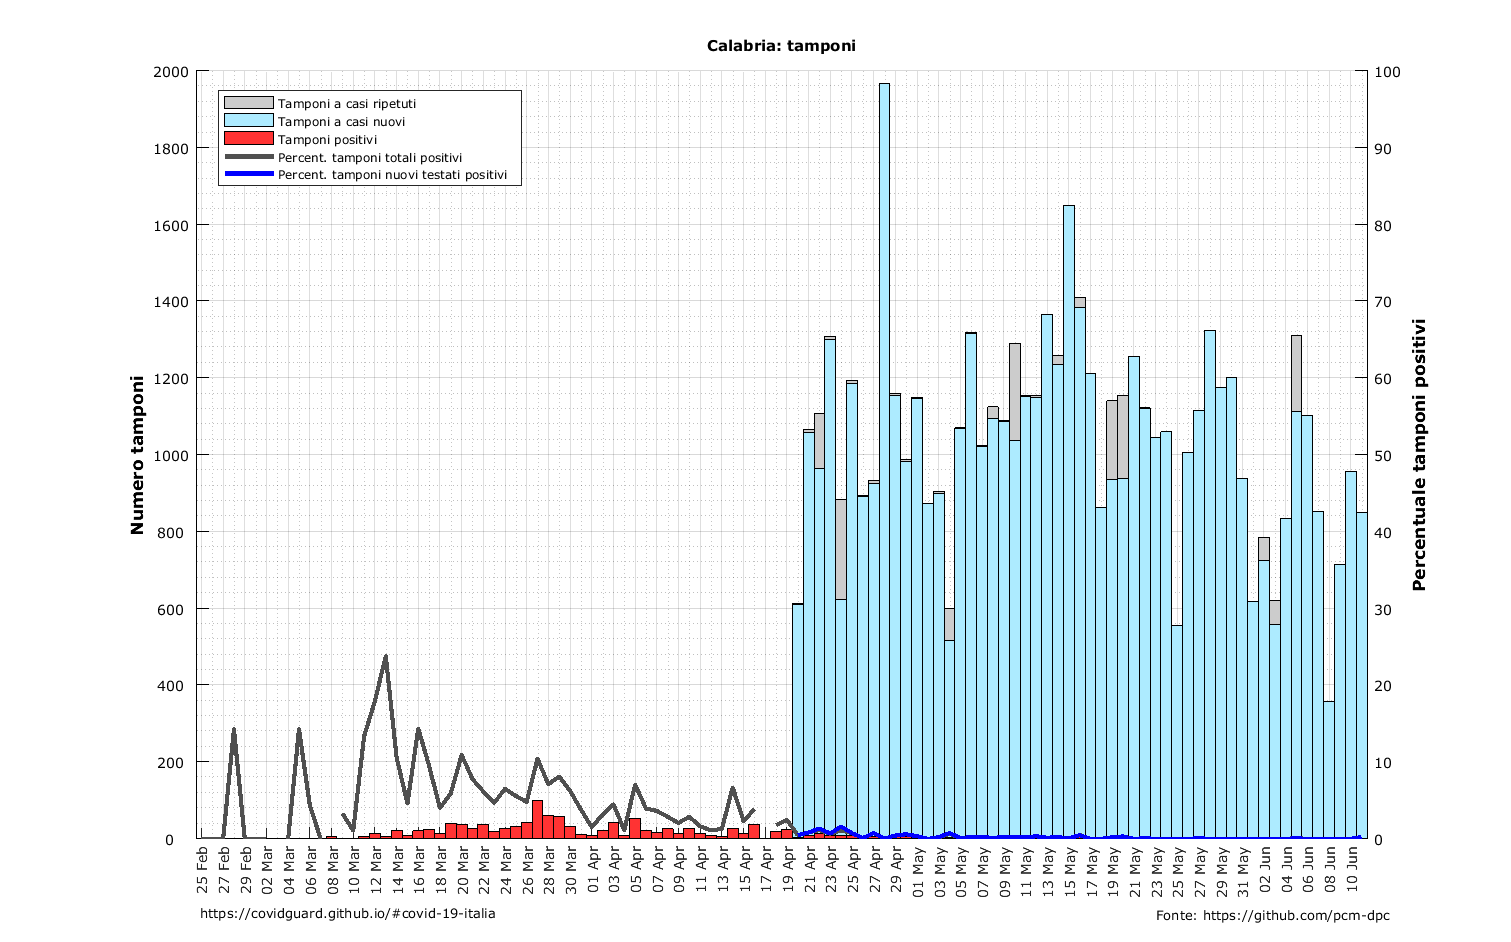 Calabria: tamponi
Tamponi a casi ripetuti
Tamponi a casi nuovi
Tamponi positivi
Percent. tamponi totali positivi
Percent. tamponi nuovi testati positivi
Numero tamponi
2000
1800
1600
1400
1200
1000
800
600
400
200
0
Percentuale tamponi positivi
100
90
80
70
60
50
40
30
20
10
0
25 Feb
27 Feb
29 Feb
02 Mar
04 Mar
06 Mar
08 Mar
10 Mar
12 Mar
14 Mar
16 Mar
18 Mar
20 Mar
22 Mar
24 Mar
26 Mar
28 Mar
30 Mar
01 Apr
03 Apr
05 Apr
07 Apr
09 Apr
11 Apr
13 Apr
15 Apr
17 Apr
19 Apr
21 Apr
23 Apr
25 Apr
27 Apr
29 Apr
01 May
03 May
05 May
07 May
09 May
11 May
13 May
15 May
17 May
19 May
21 May
23 May
25 May
27 May
29 May
31 May
02 Jun
04 Jun
06 Jun
08 Jun
10 Jun
https://covidguard.github.io/#covid-19-italia
Fonte: https://github.com/pcm-dpc